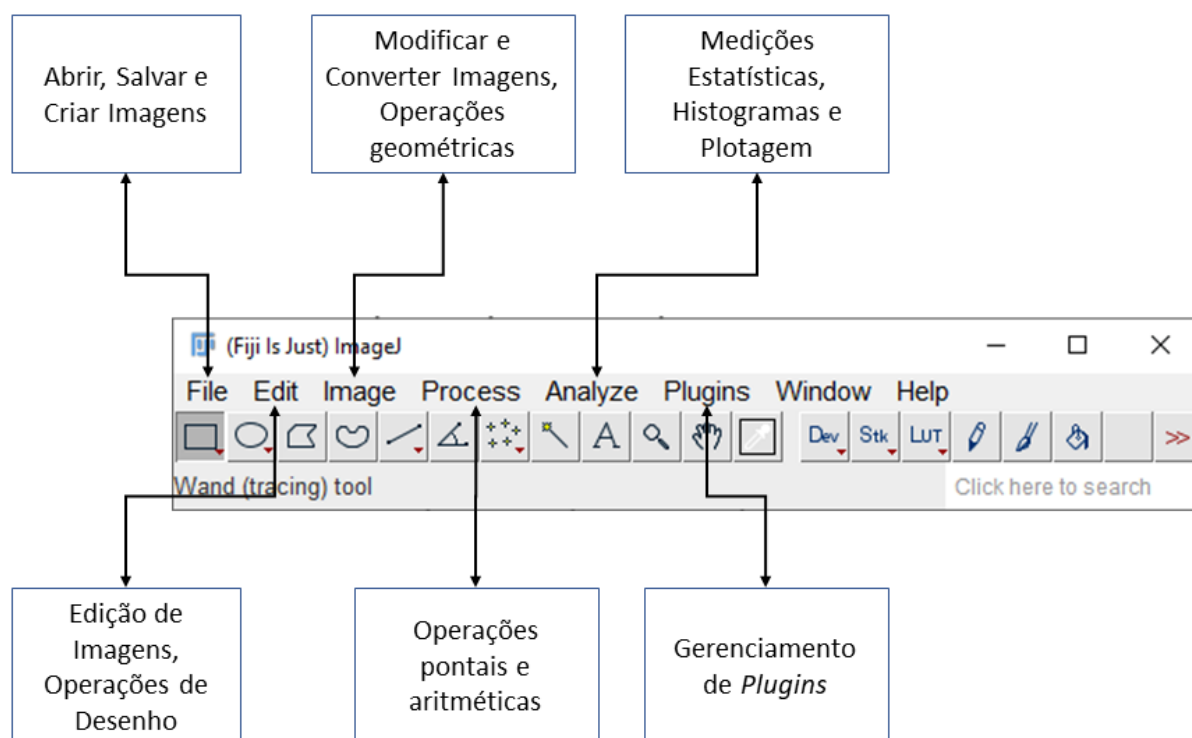 Abrir, Salvar e
Criar Imagens
Modificar e
Converter Imagens,
Operações
geométricas
Medições
Estatísticas,
Histogramas e
Plotagem
(Fiji Is Just) ImageJ
File Edit Image Process Analyze Plugins Window Help
A Dev Stk LUT >>
Wand (tracing) tool Click here to search
Edição de
Imagens,
Operações de
Desenho
Operações
pontais e
aritméticas
Gerenciamento
de Plugins